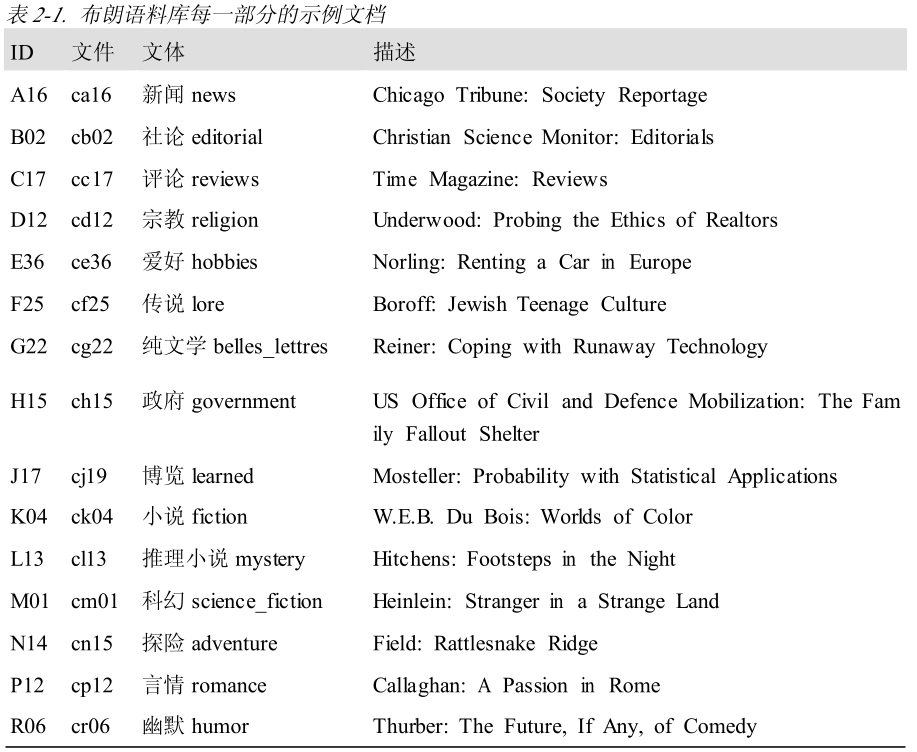 表 2-1. 布朗语料库每一部分的示例文档
ID 文件 文体 描述
A16 ca16 新闻 news Chicago Tribune: Society Reportage
B02 cb02 社论 editorial Christian Science Monitor: Editorials
C17 cc17 评论 reviews Time Magazine: Reviews
D12 cd12 宗教 religion Underwood: Probing the Ethics of Realtors
E36 ce36 爱好 hobbies Norling: Renting a Car in Europe
F25 cf25 传说 lore Boroff: Jewish Teenage Culture
G22 cg22 纯文学 belles_lettres Reiner: Coping with Runaway Technology
H15 ch15 政府 government US Office of Civil and Defence Mobilization: The Fam
ily Fallout Shelter
J17 cj19 博览 learned Mosteller: Probability with Statistical Applications
K04 ck04 小说 fiction W.E.B. Du Bois: Worlds of Color
L13 cl13 推理小说 mystery Hitchens: Footsteps in the Night
M01 cm01 科幻 science_fiction Heinlein: Stranger in a Strange Land
N14 cn15 探险 adventure Field: Rattlesnake Ridge
P12 cp12 言情 romance Callaghan: A Passion in Rome
R06 cr06 幽默 humor Thurber: The Future, If Any, of Comedy